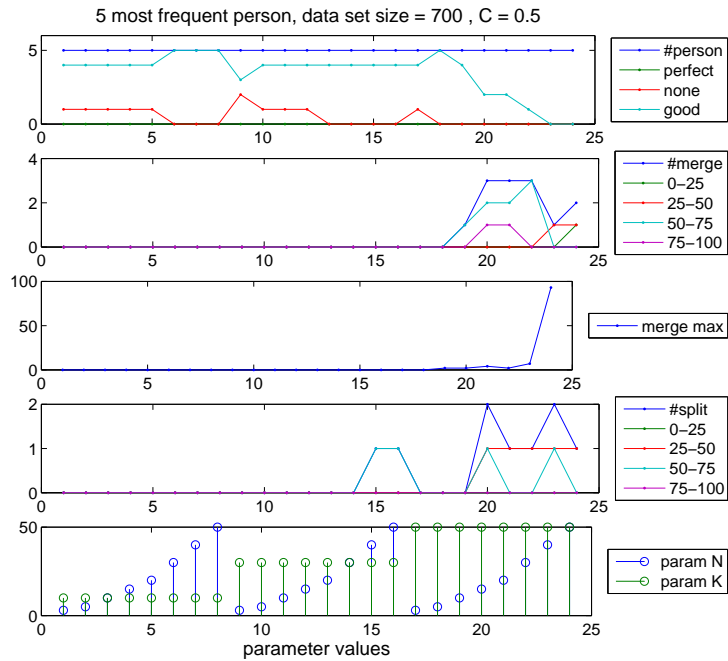 5 most frequent person, data set size = 700 , C = 0.5
5
0
0 5 10 15 20 25
#person
perfect
none
good
4
2
0
0 5 10 15 20 25
#merge
0−25
25−50
50−75
75−100
100
50
0
0 5 10 15 20 25
merge max
2
1
0
0 5 10 15 20 25
#split
0−25
25−50
50−75
75−100
50
0
0 5 10 15 20 25
param N
param K
parameter values